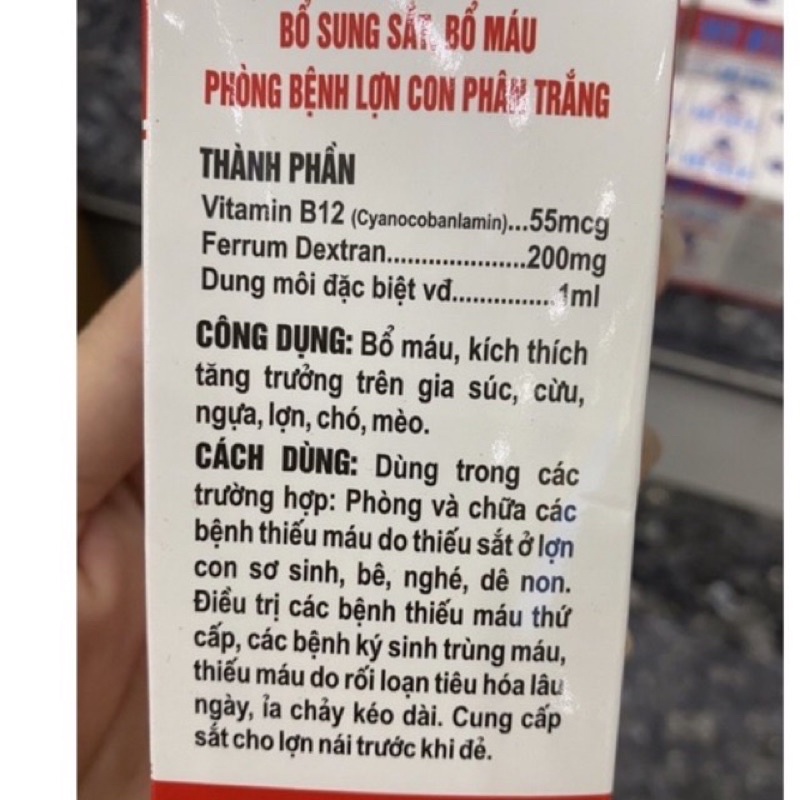 BỔ SUNG SẮT, BỔ MÁU
PHÒNG BỆNH LỢN CON PHÂN TRẮNG
THÀNH PHẦN
Vitamin B12 (Cyanocobanlamin)...55mcg
Ferrum Dextran.....................200mg
Dung môi đặc biệt vđ...............1ml
CÔNG DỤNG: Bổ máu, kích thích
tăng trưởng trên gia súc, cừu,
ngựa, lợn, chó, mèo.
CÁCH DÙNG: Dùng trong các
trường hợp: Phòng và chữa các
bệnh thiếu máu do thiếu sắt ở lợn
con sơ sinh, bê, nghé, dê non.
Điều trị các bệnh thiếu máu thứ
cấp, các bệnh ký sinh trùng máu,
thiếu máu do rối loạn tiêu hóa lâu
ngày, ỉa chảy kéo dài. Cung cấp
sắt cho lợn nái trước khi đẻ.